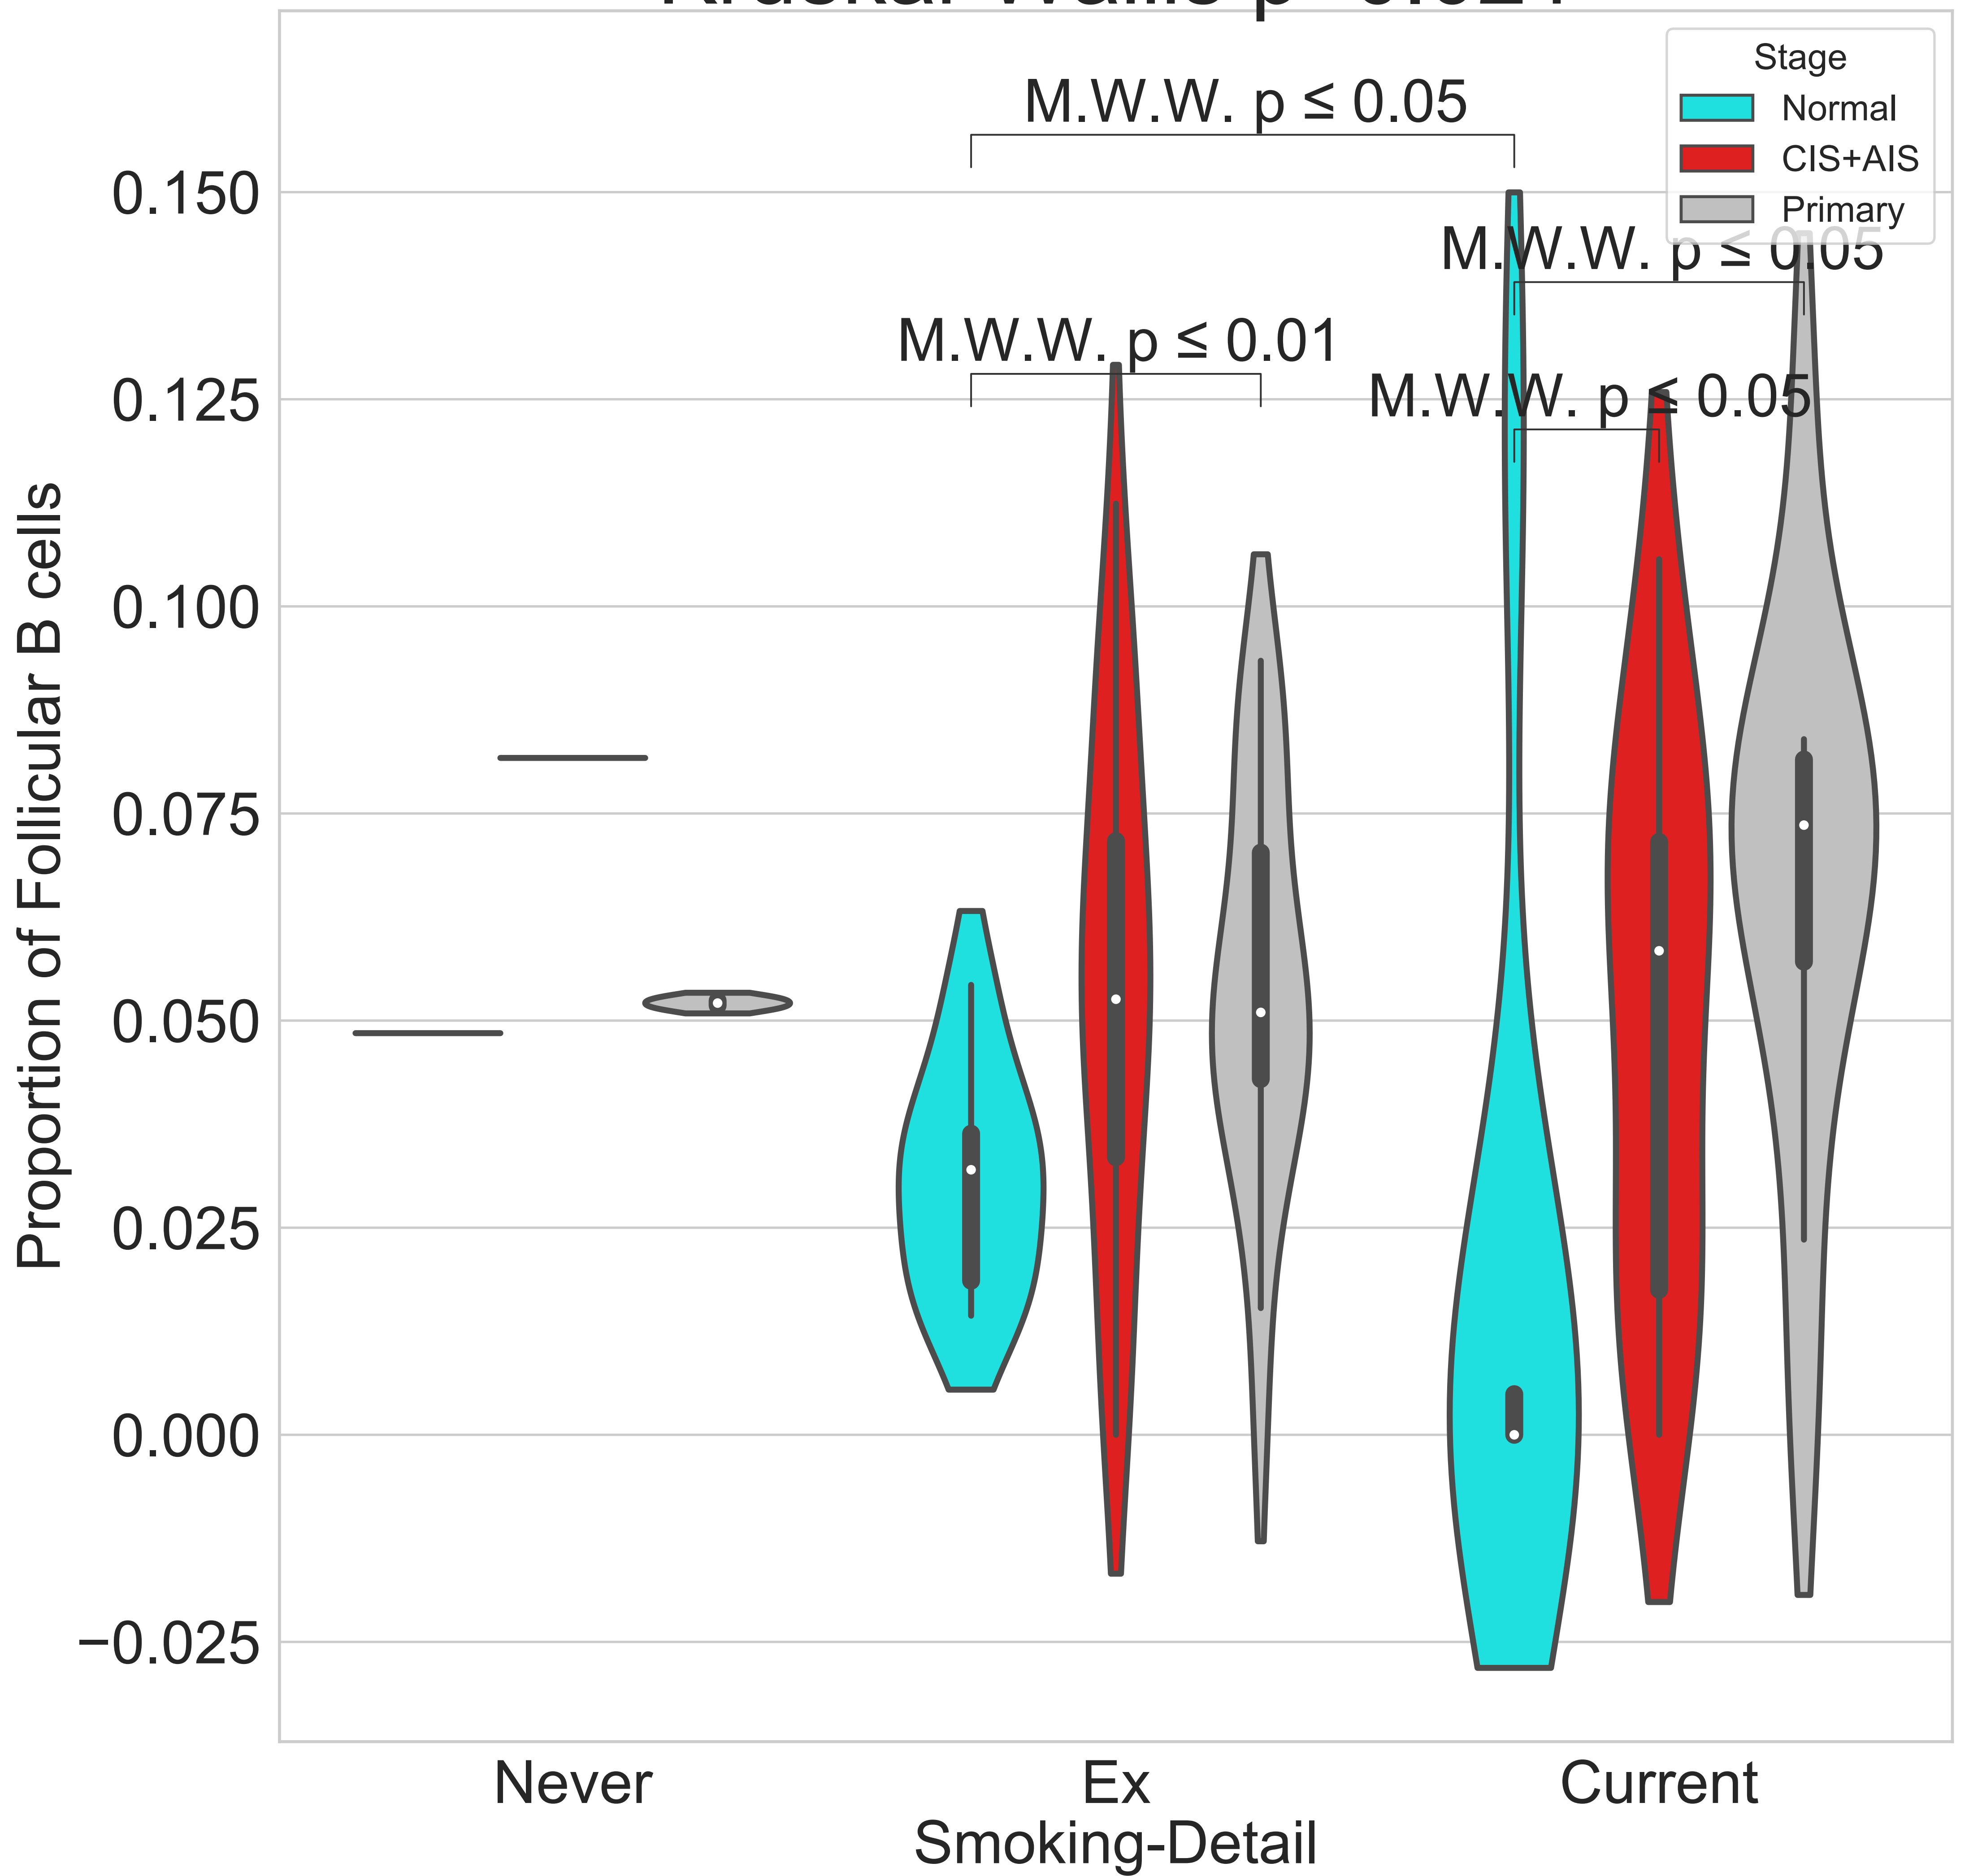 M.W.W. p ≤ 0.05
Stage
Normal
CIS+AIS
Primary
M.W.W. p ≤ 0.05
M.W.W. p ≤ 0.01
M.W.W. p ≤ 0.05
Proportion of Follicular B cells
0.150
0.125
0.100
0.075
0.050
0.025
0.000
−0.025
Never
Ex
Current
Smoking-Detail